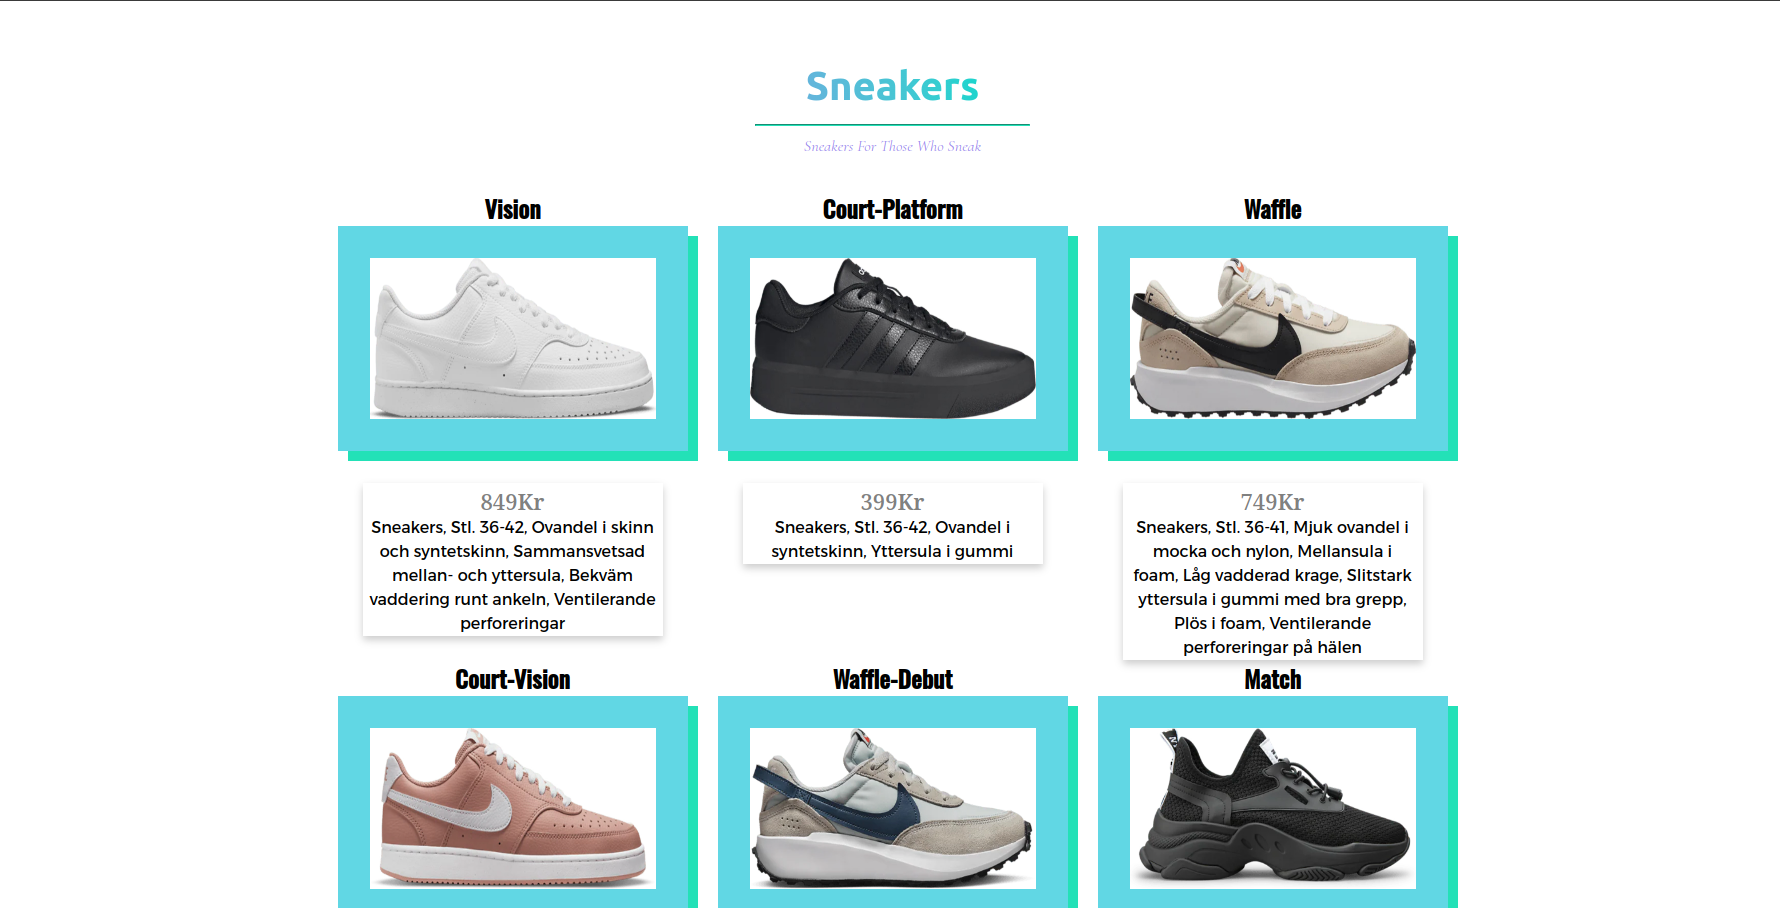 Sneakers
Sneakers For Those Who Sneak
Vision
Court-Platform
Waffle
849Kr
Sneakers, Stl. 36-42, Ovandel i skinn
och syntetskinn, Sammansvetsad
mellan- och yttersula, Bekväm
vaddering runt ankeln, Ventilerande
perforeringar
399Kr
Sneakers, Stl. 36-42, Ovandel i
syntetskinn, Yttersula i gummi
749Kr
Sneakers, Stl. 36-41, Mjuk ovandel i
mocka och nylon, Mellansula i
foam, Låg vadderad krage, Slitstark
yttersula i gummi med bra grepp,
Plös i foam, Ventilerande
perforeringar på hälen
Court-Vision
Waffle-Debut
Match